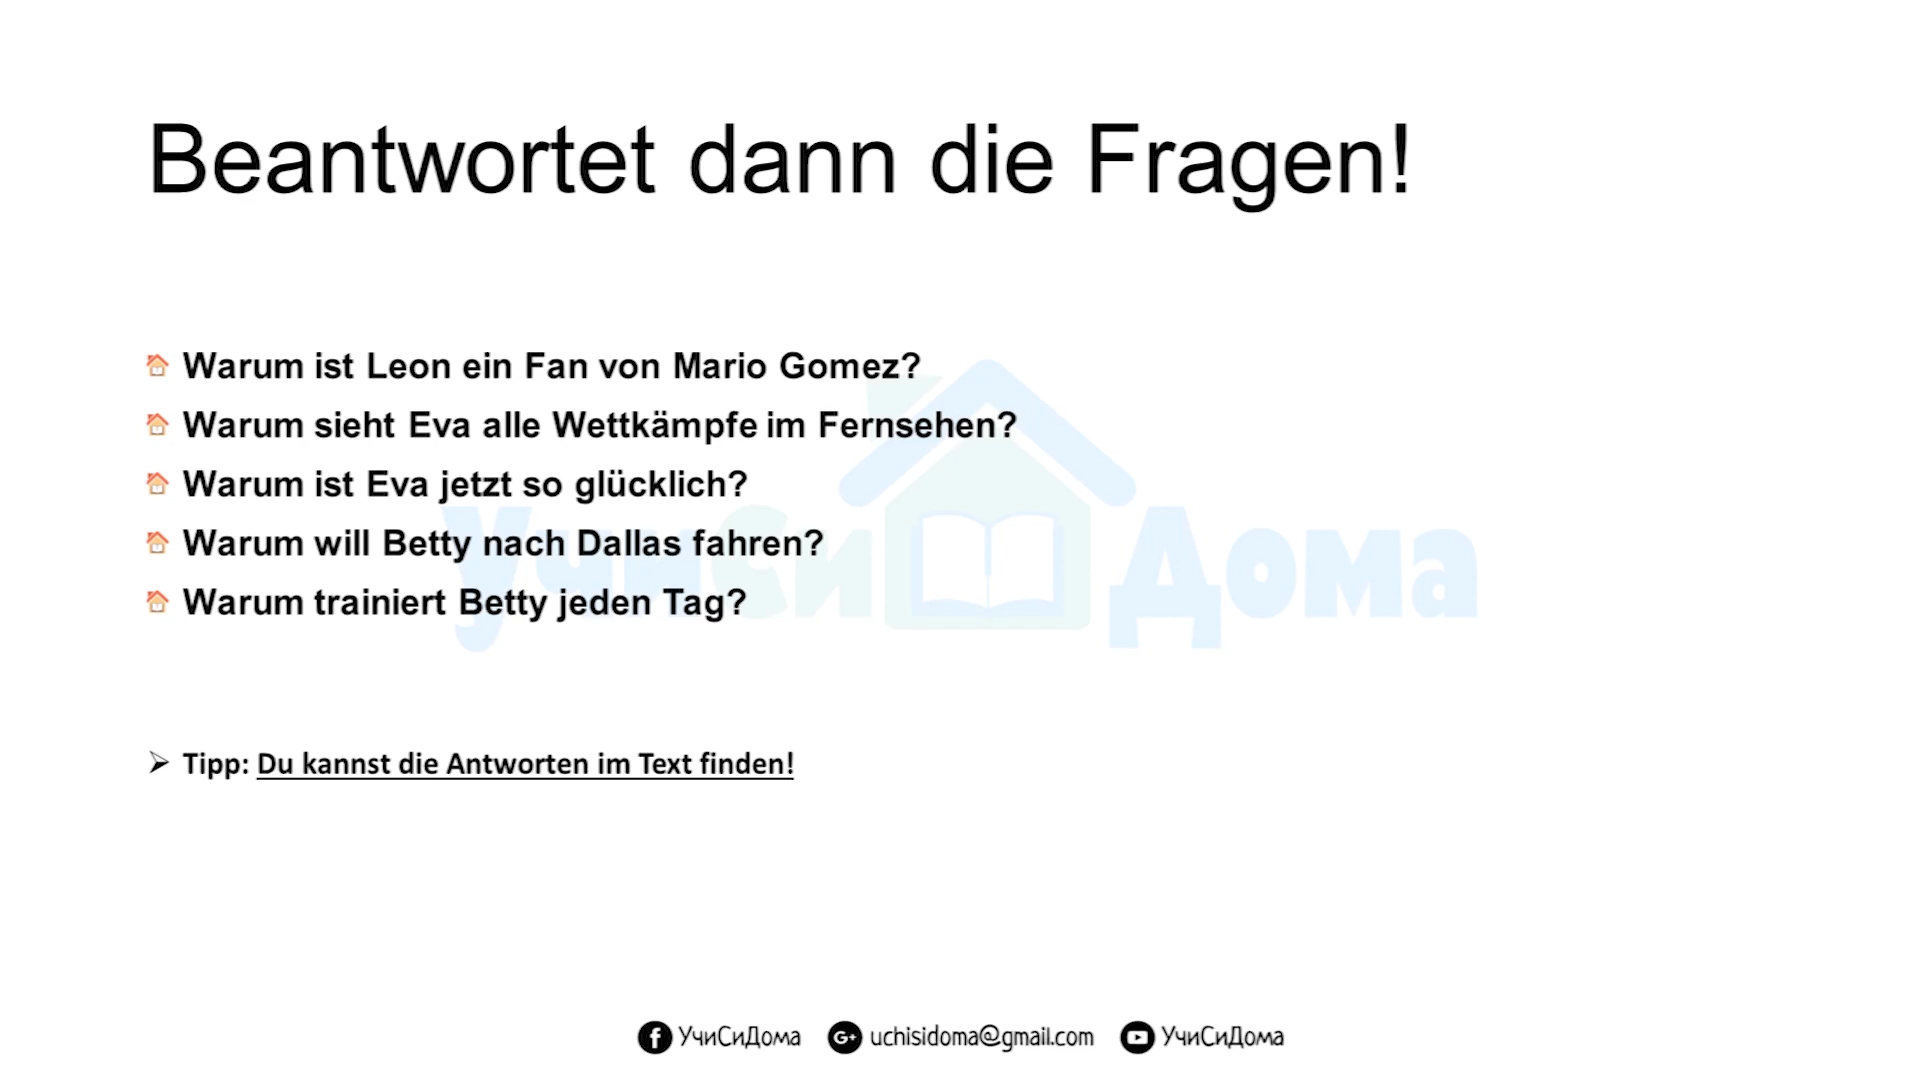 Beantwortet dann die Fragen!
Warum ist Leon ein Fan von Mario Gomez?
Warum sieht Eva alle Wettkämpfe im Fernsehen?
Warum ist Eva jetzt so glücklich?
Warum will Betty nach Dallas fahren?
Warum trainiert Betty jeden Tag?
УчиСи Дома
Tipp: Du kannst die Antworten im Text finden!
УчиСиДома uchisidoma@gmail.com УчиСиДома